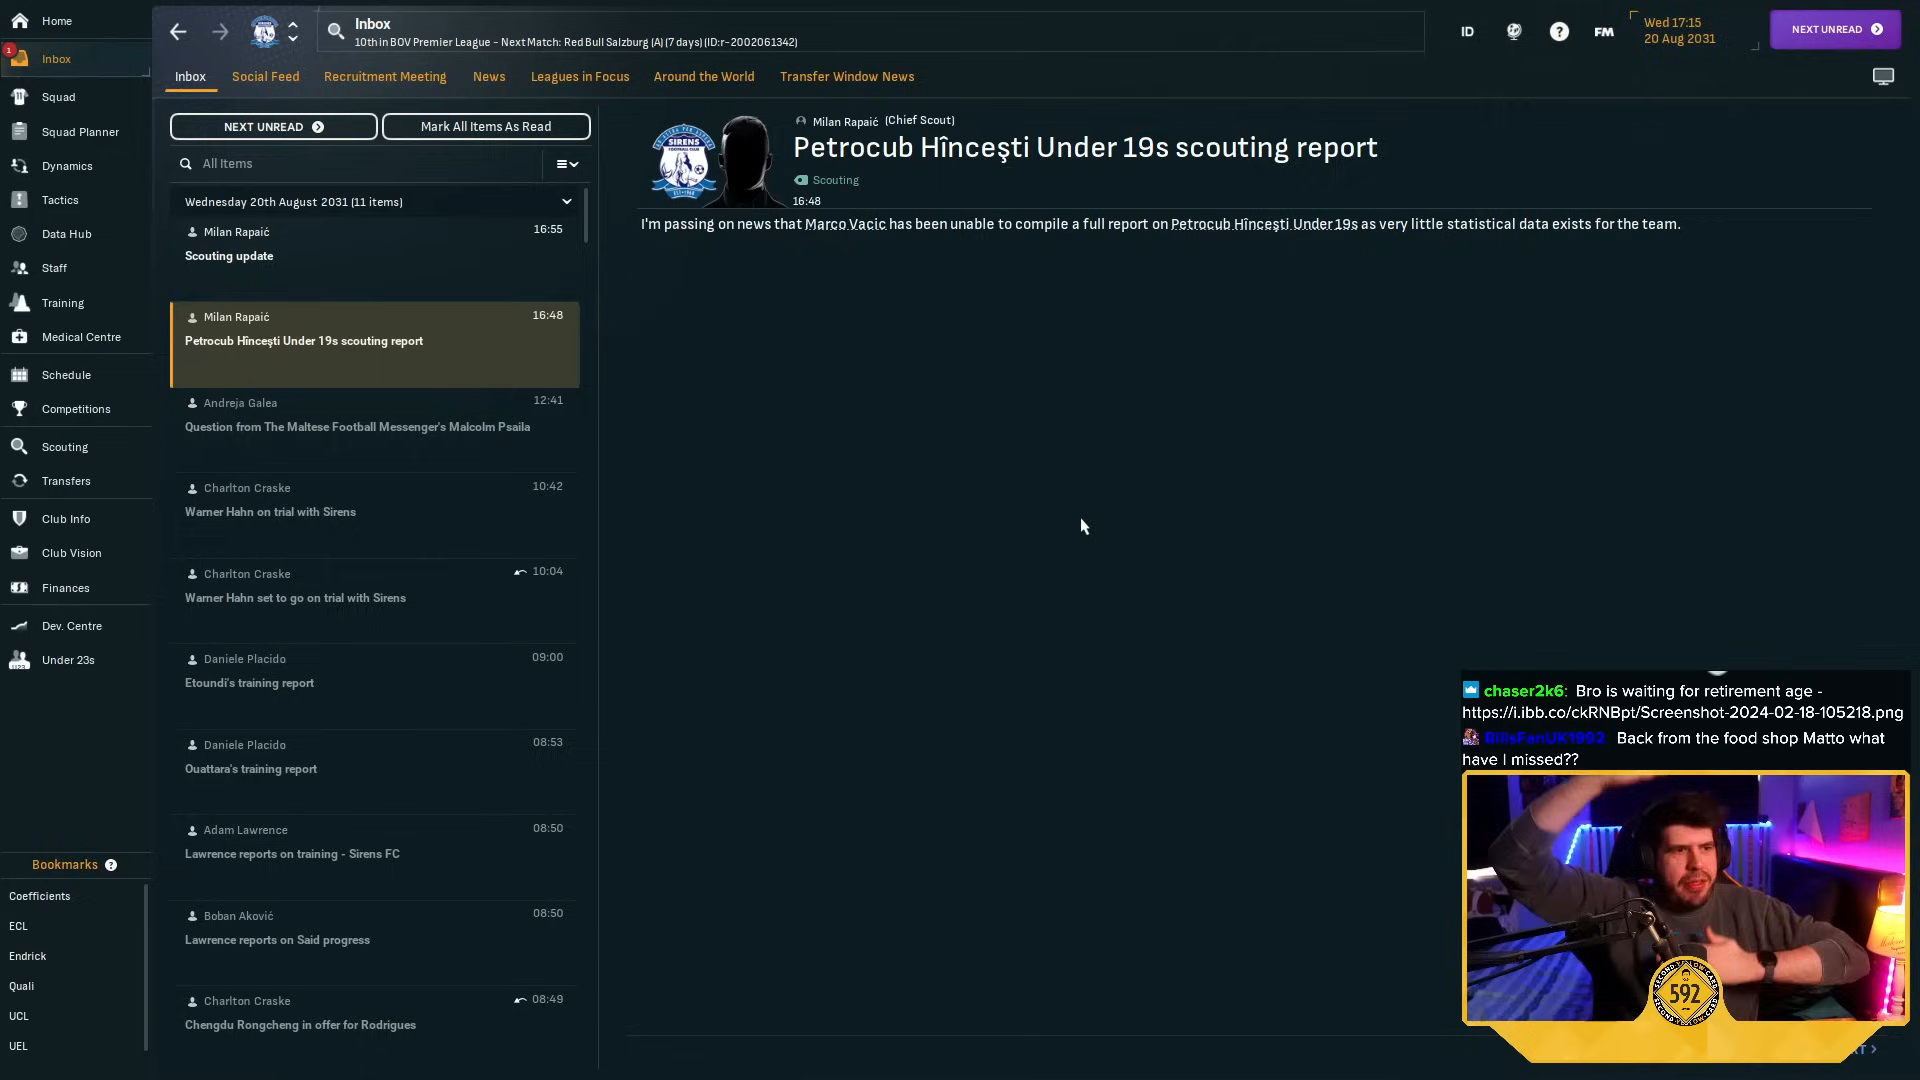 Home
1
Inbox
Squad
Squad Planner
Dynamics
Tactics
Data Hub
Staff
Training
Medical Centre
Schedule
Competitions
Scouting
Transfers
Club Info
Club Vision
Finances
Dev. Centre
Under 23s
Bookmarks ?
Coefficients
ECL
Endrick
Quali
UCL
UEL
Inbox
10th in BOV Premier League - Next Match: Red Bull Salzburg (A) (7 days) (ID:r-2002061342)
ID
?
FM
Wed 17:15
20 Aug 2031
NEXT UNREAD
Inbox Social Feed Recruitment Meeting News Leagues in Focus Around the World Transfer Window News
NEXT UNREAD
Mark All Items As Read
All Items
Wednesday 20th August 2031 (11 items)
Milan Rapaić 16:55
Scouting update
Milan Rapaić 16:48
Petrocub Hînceşti Under 19s scouting report
Andreja Galea 12:41
Question from The Maltese Football Messenger's Malcolm Psaila
Charlton Craske 10:42
Warner Hahn on trial with Sirens
Charlton Craske 10:04
Warner Hahn set to go on trial with Sirens
Daniele Placido 09:00
Etoundi's training report
Daniele Placido 08:53
Ouattara's training report
Adam Lawrence 08:50
Lawrence reports on training - Sirens FC
Boban Aković 08:50
Lawrence reports on Said progress
Charlton Craske 08:49
Chengdu Rongcheng in offer for Rodrigues
SIRENS
FOOTBALL CLUB
Milan Rapaić (Chief Scout)
Petrocub Hînceşti Under 19s scouting report
Scouting
16:48
I'm passing on news that Marco Vacic has been unable to compile a full report on Petrocub Hînceşti Under 19s as very little statistical data exists for the team.
chaser2k6: Bro is waiting for retirement age -
https://i.ibb.co/ckRNBpt/Screenshot-2024-02-18-105218.png
BillsFanUK1992: Back from the food shop Matto what
have I missed??
SECOND YELLOW CARD
592